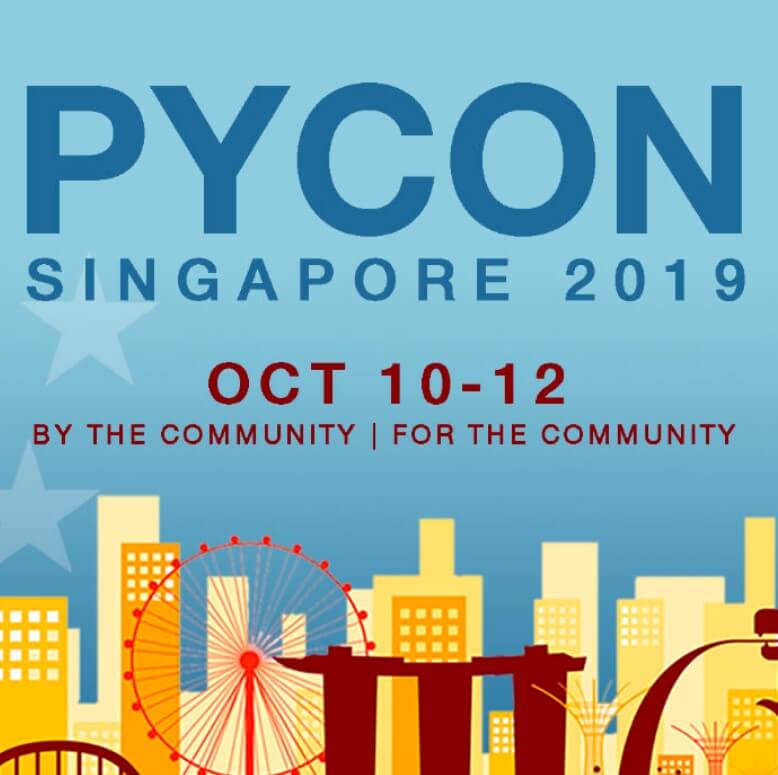 PYCON
SINGAPORE 2019
OCT 10-12
BY THE COMMUNITY | FOR THE COMMUNITY